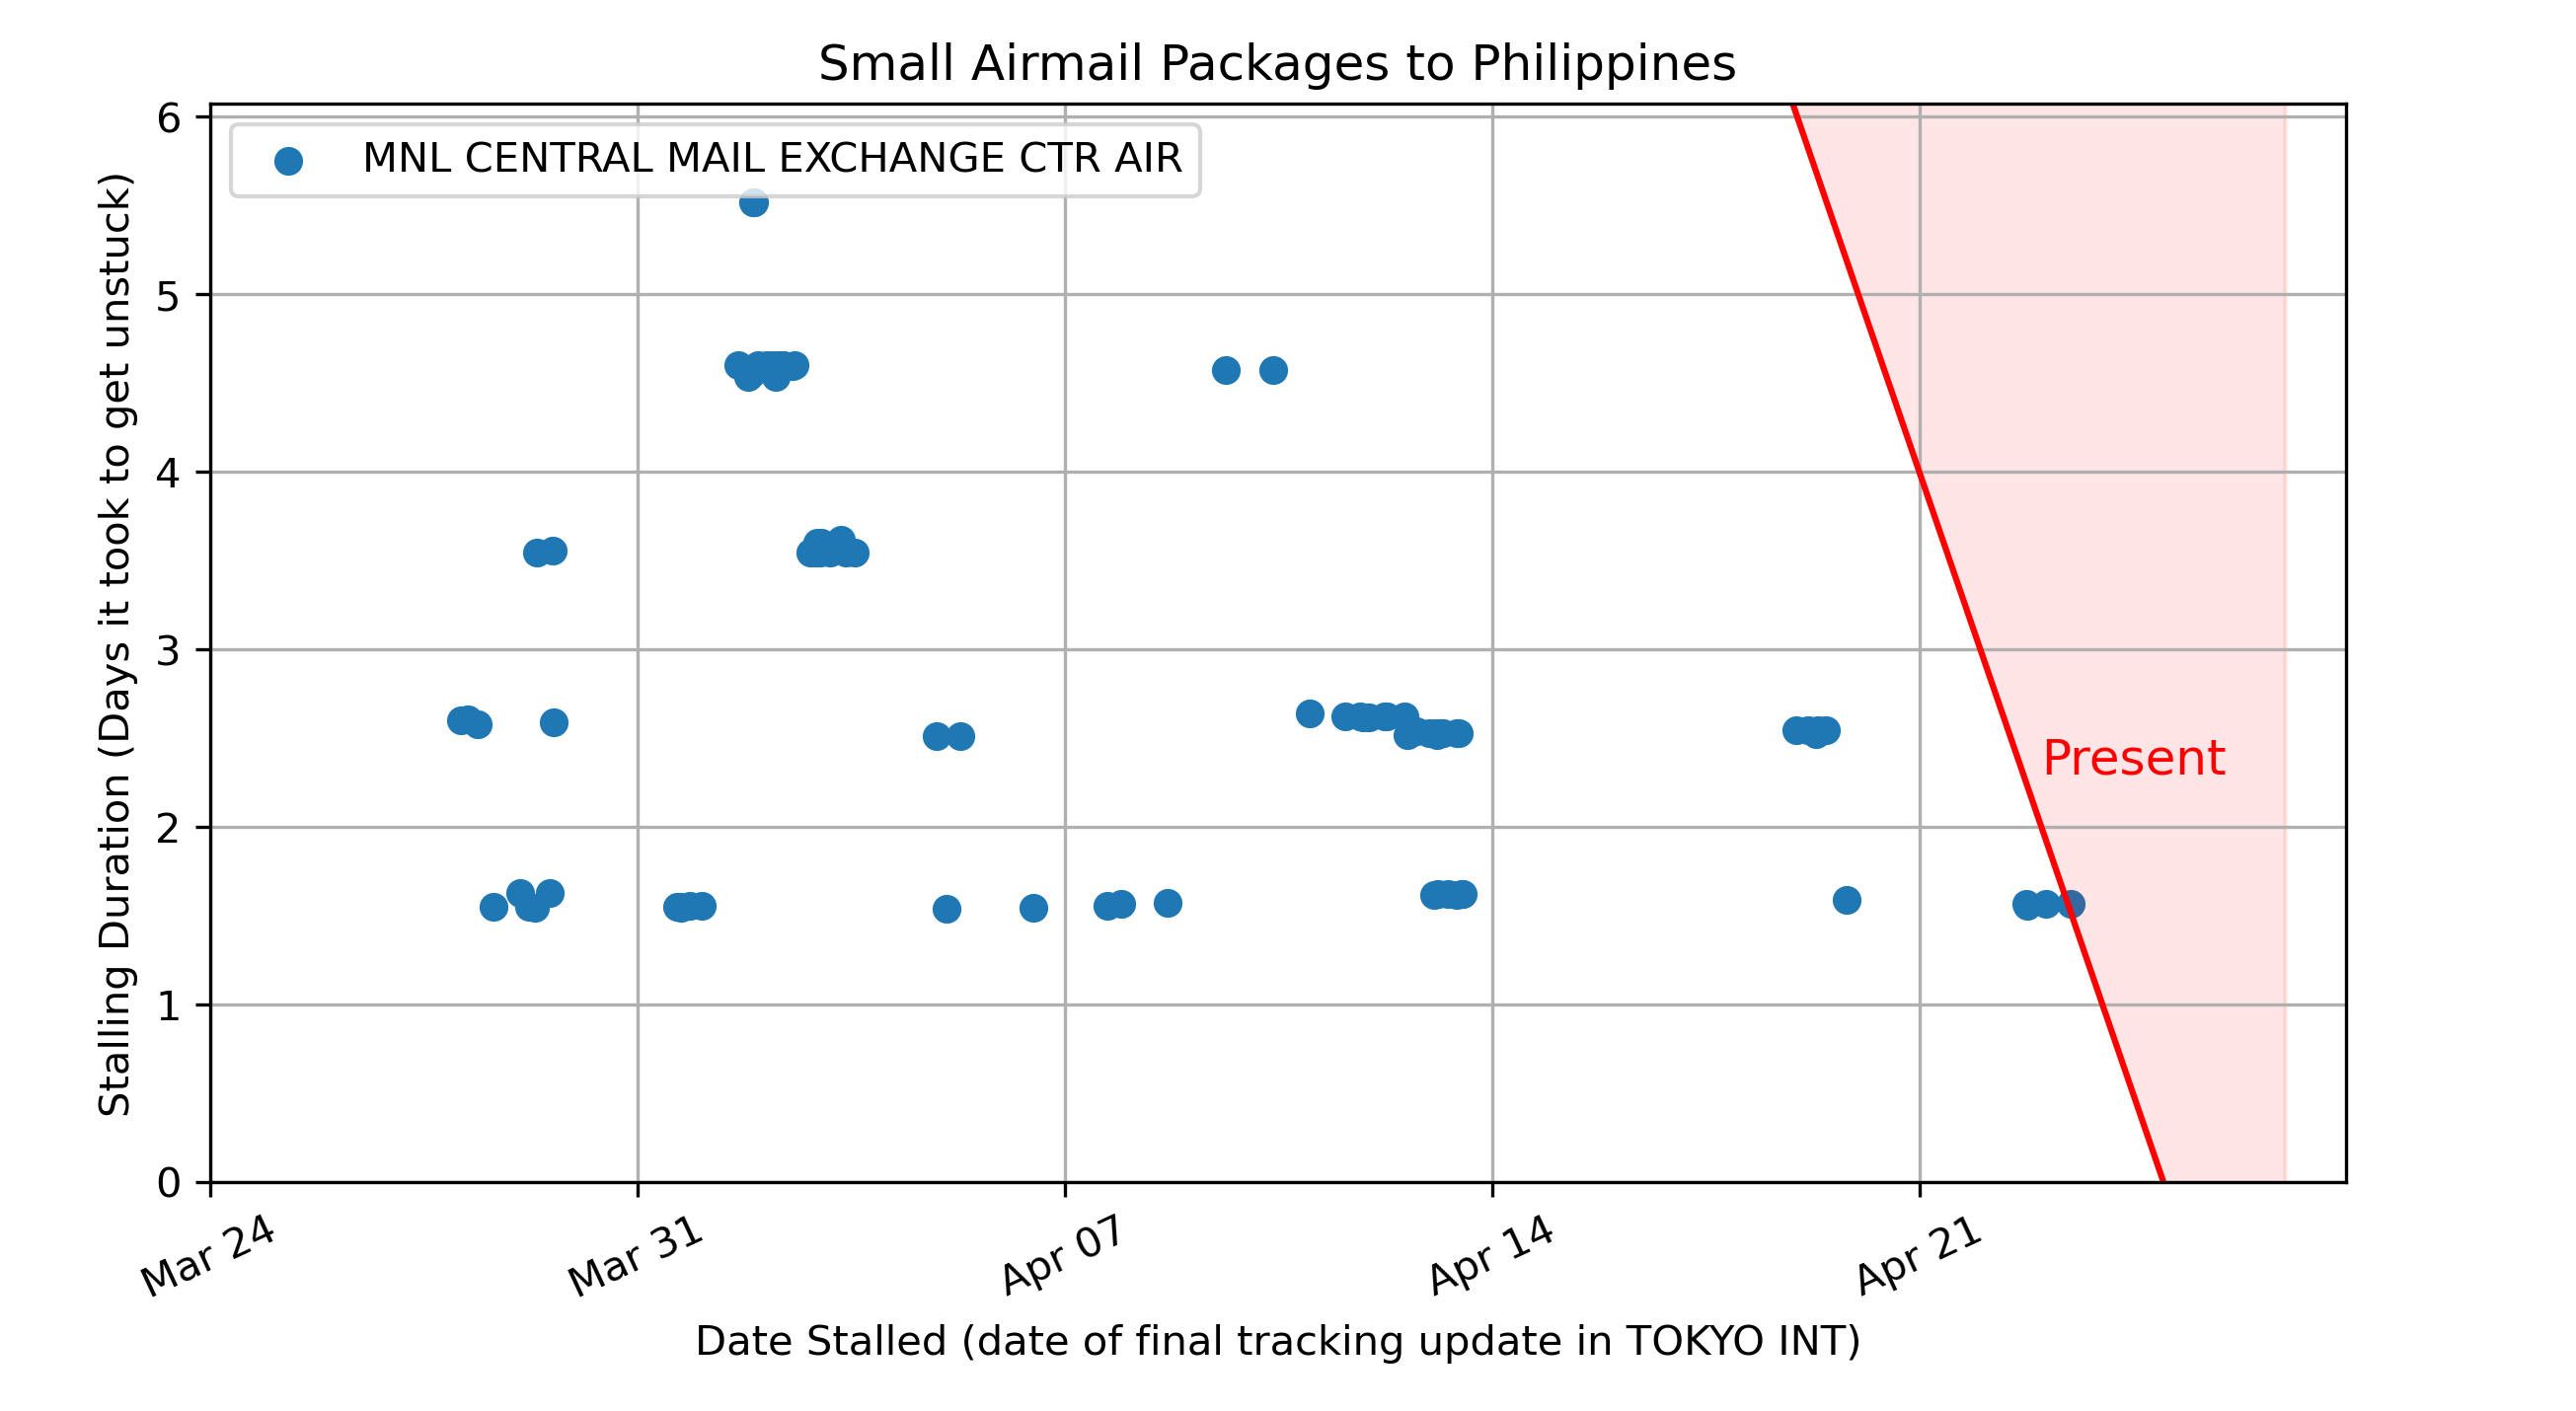 Small Airmail Packages to Philippines
MNL CENTRAL MAIL EXCHANGE CTR AIR
Stalling Duration (Days it took to get unstuck)
6
5
4
3
2
1
0
Present
Mar 24
Mar 31
Apr 07
Apr 14
Apr 21
Date Stalled (date of final tracking update in TOKYO INT)